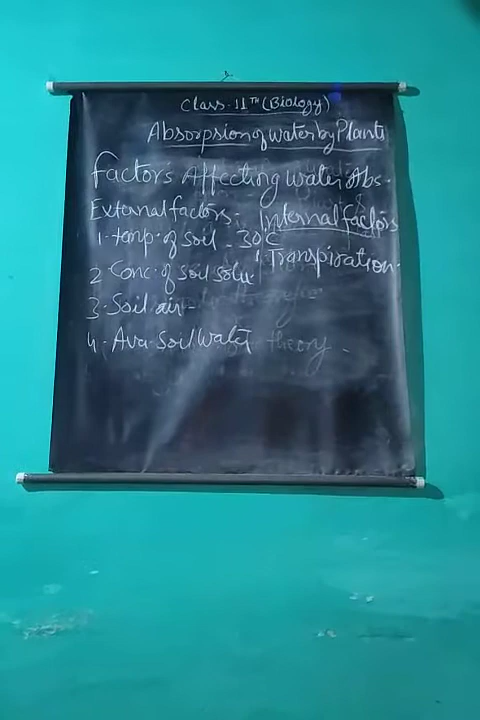 Class-11th (Biology)
Absorpsion of water by Plants
Factors Affecting water Abs.
External factors:
Internal factors
1. temp. of soil - 30°C
1. Transpiration.
2 Conc. of soil solu
3. Soil air -
4. Ava Soil Water
theory